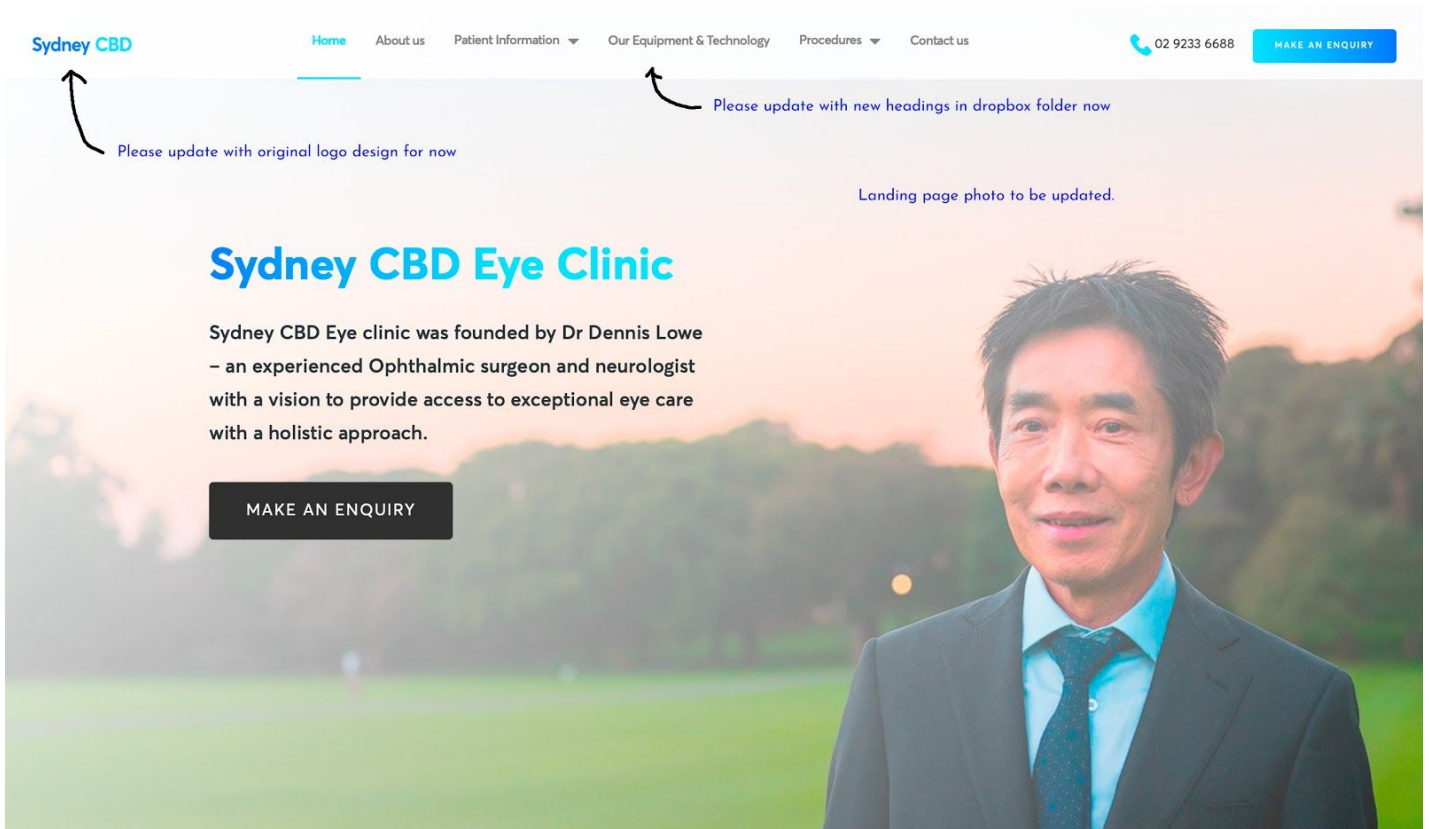 Sydney CBD
Home About us Patient Information Our Equipment & Technology Procedures Contact us
02 9233 6688 MAKE AN ENQUIRY
Please update with new headings in dropbox folder now
Please update with original logo design for now
Landing page photo to be updated.
Sydney CBD Eye Clinic
Sydney CBD Eye clinic was founded by Dr Dennis Lowe
– an experienced Ophthalmic surgeon and neurologist
with a vision to provide access to exceptional eye care
with a holistic approach.
MAKE AN ENQUIRY